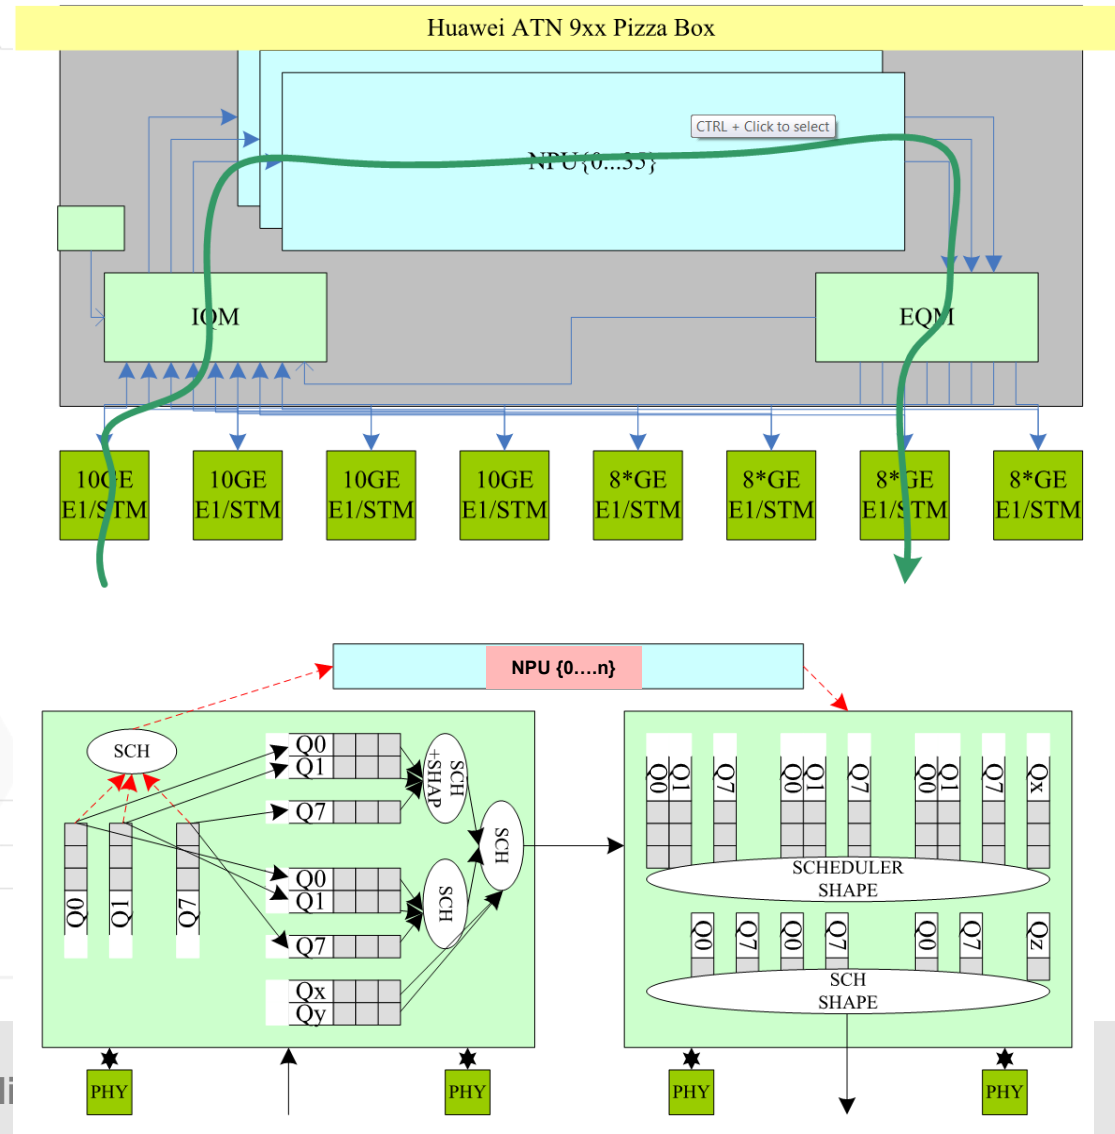 Huawei ATN 9xx Pizza Box
CTRL + Click to select
NPU{0...35}
IQM
EQM
10GE
E1/STM
10GE
E1/STM
10GE
E1/STM
10GE
E1/STM
8*GE
E1/STM
8*GE
E1/STM
8*GE
E1/STM
8*GE
E1/STM
NPU {0....n}
SCH
Q0
Q1
Q7
Q0
Q1
Q7
SCH
+SHAP
Q0
Q1
Q7
SCH
SCH
Qx
Qy
PHY
PHY
Q0
Q1
Q7
Q0
Q1
Q7
Q0
Q1
Q7
Qx
SCHEDULER
SHAPE
Q0
Q7
Q0
Q7
Q0
Q7
Qz
SCH
SHAPE
PHY
PHY